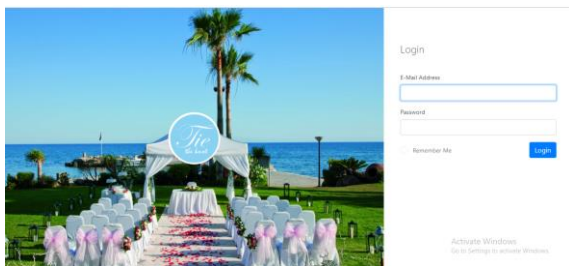 Tie
the knot
Login
E-Mail Address
Password
Remember Me
Login
Activate Windows
Go to Settings to activate Windows.